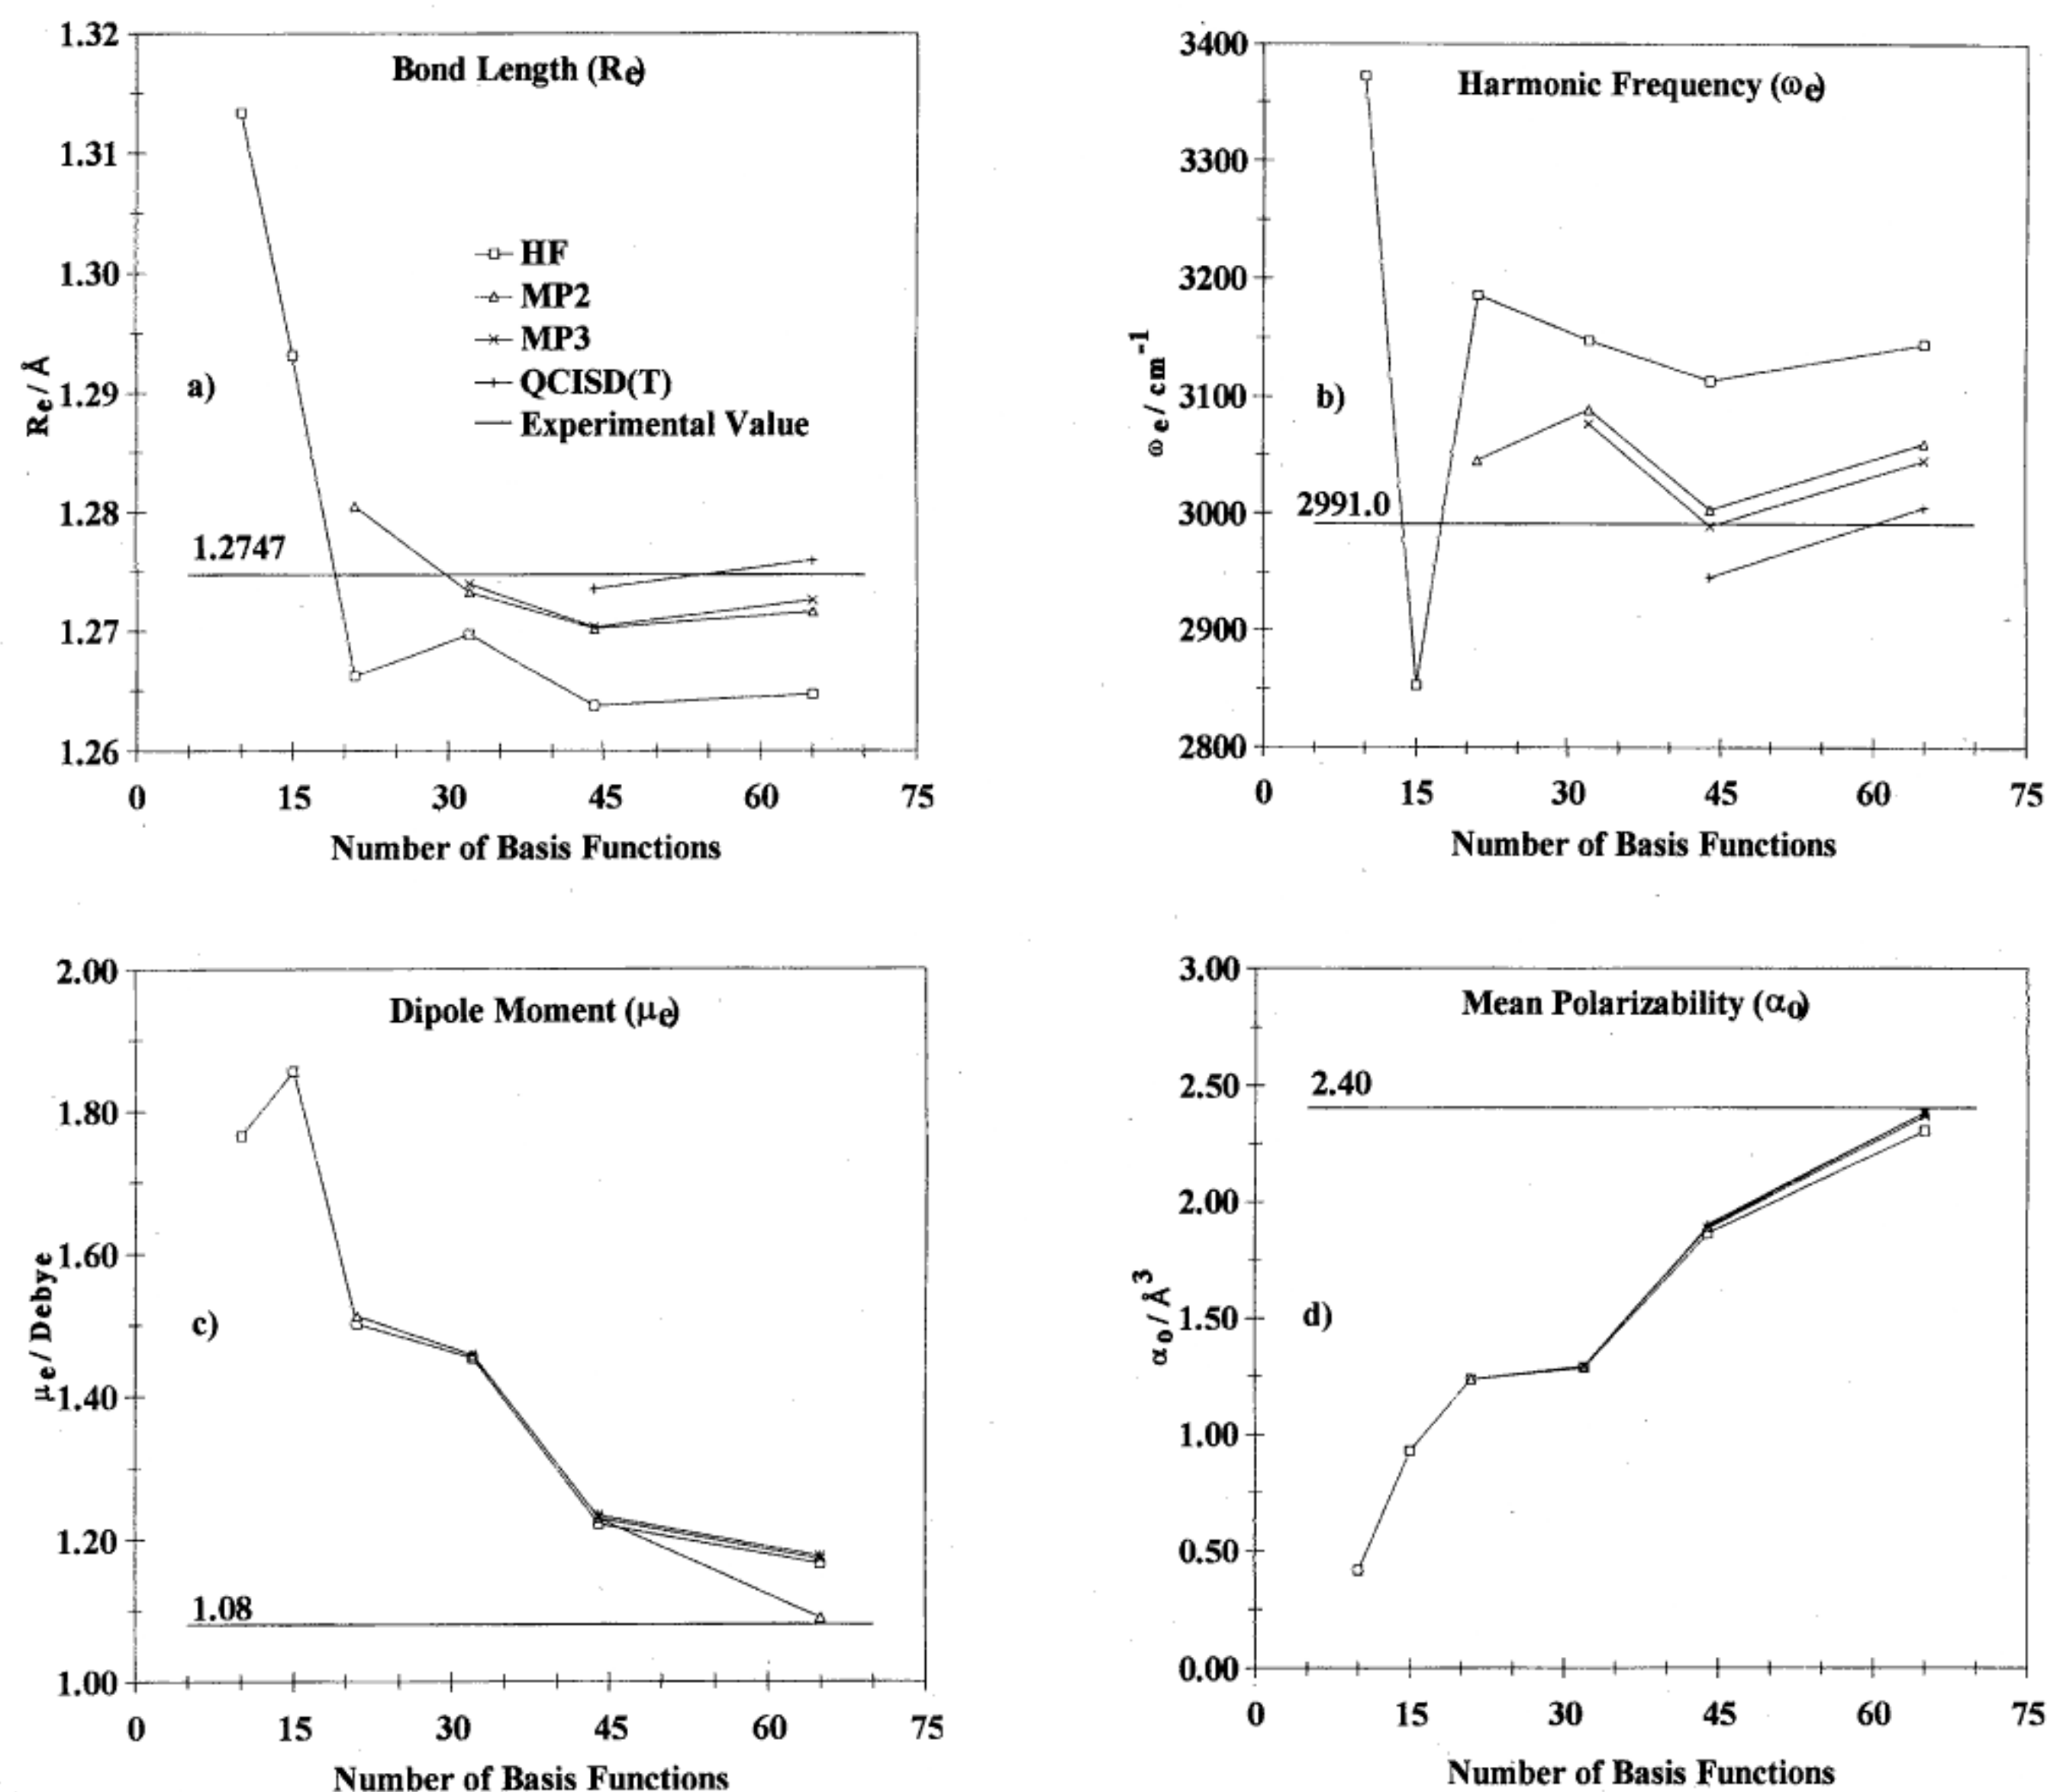 Bond Length (Re)
1.32
1.31
1.30
1.29
1.28
1.27
1.26
Re / Å
a)
HF
MP2
MP3
QCISD(T)
Experimental Value
1.2747
0 15 30 45 60 75
Number of Basis Functions
Harmonic Frequency (ωe)
3400
3300
3200
3100
3000
2900
2800
ωe / cm-1
b)
2991.0
0 15 30 45 60 75
Number of Basis Functions
Dipole Moment (μe)
2.00
1.80
1.60
1.40
1.20
1.00
μe / Debye
c)
1.08
0 15 30 45 60 75
Number of Basis Functions
Mean Polarizability (αo)
3.00
2.50
2.00
1.50
1.00
0.50
0.00
αo / Å3
2.40
d)
0 15 30 45 60 75
Number of Basis Functions